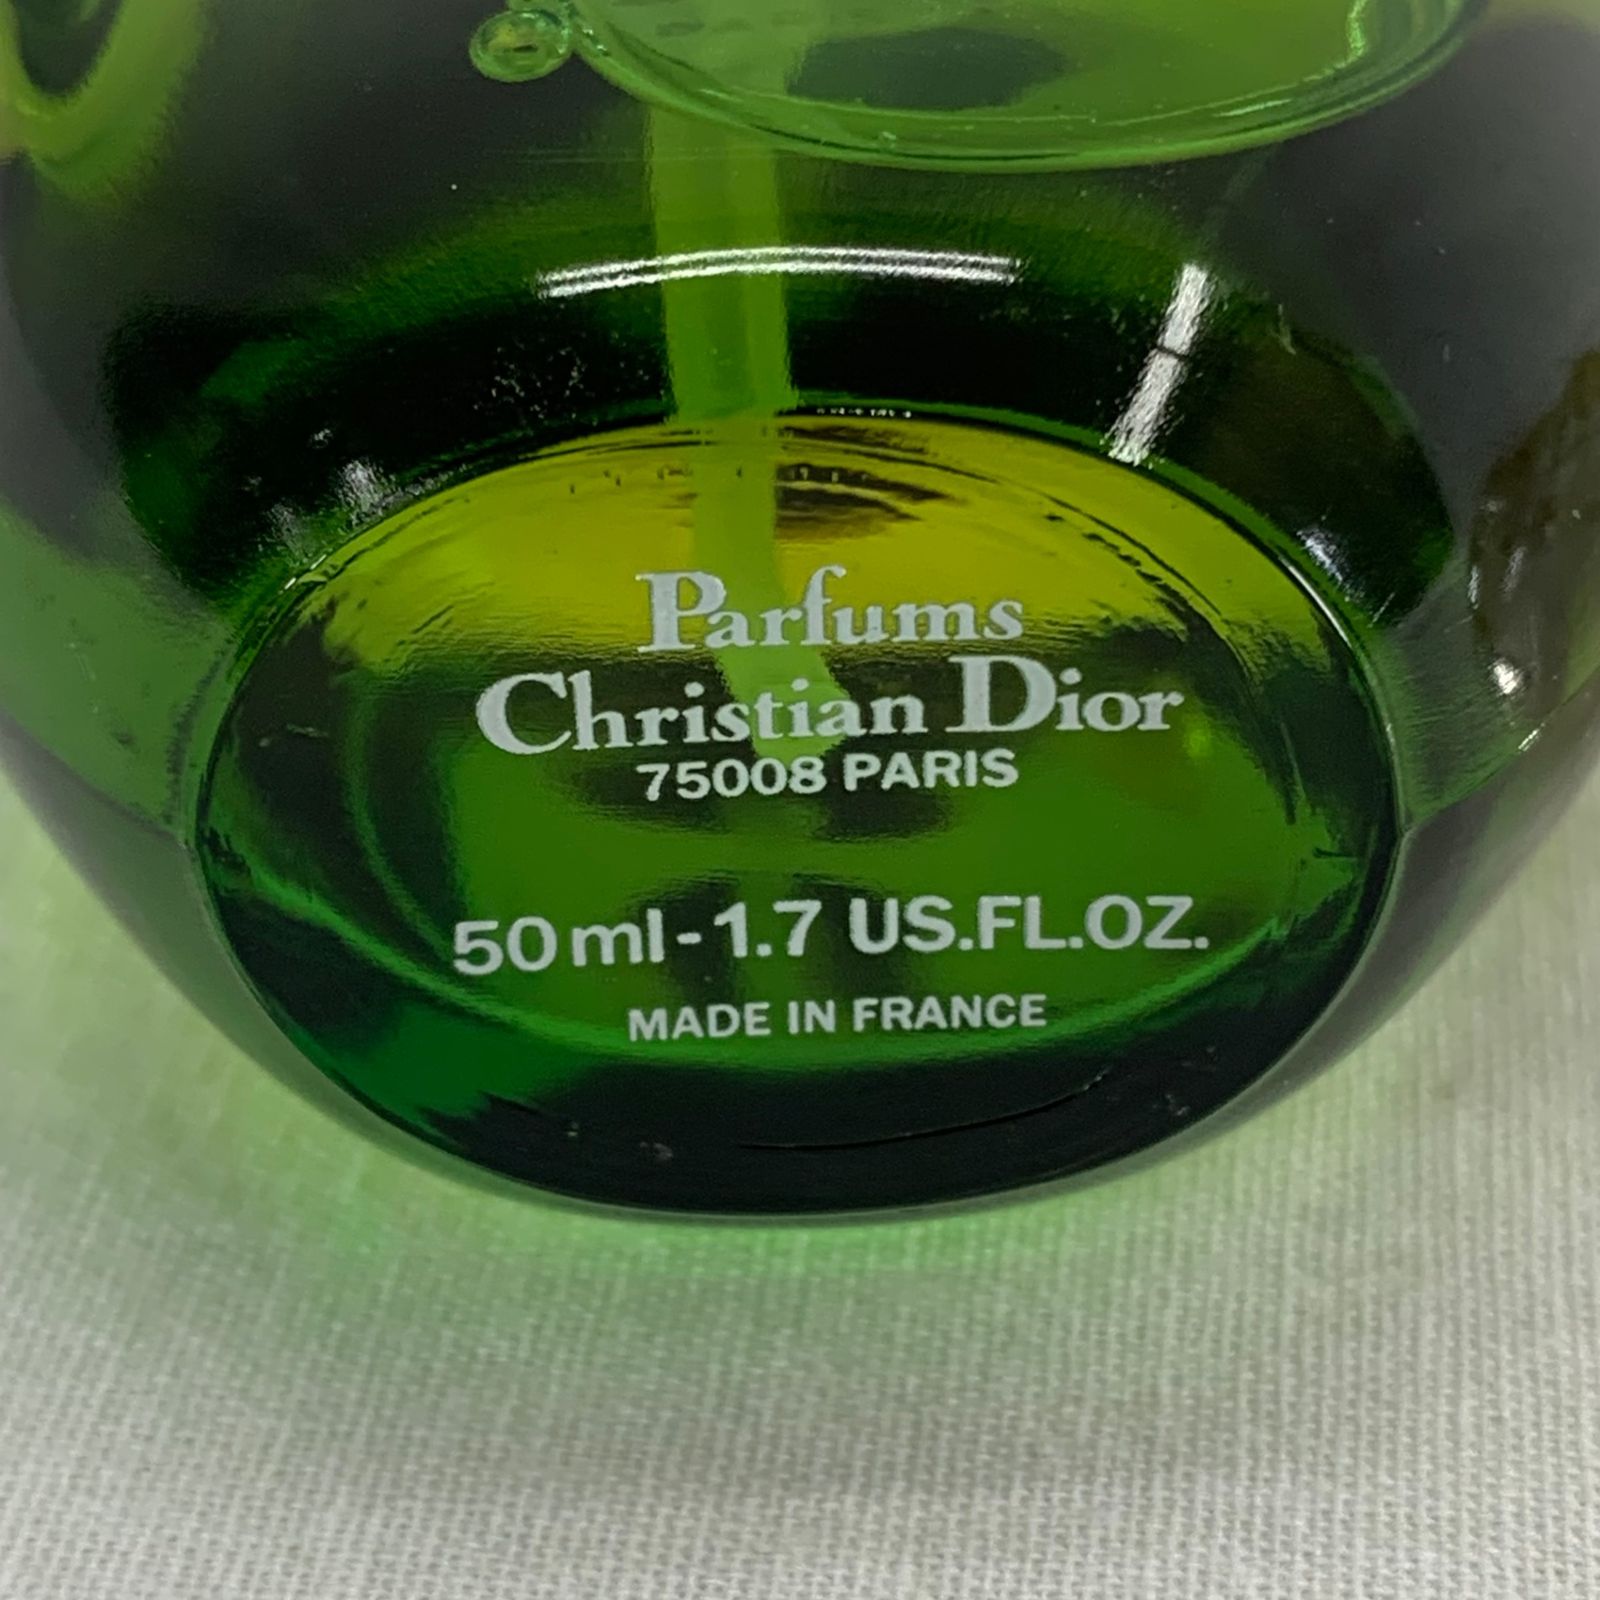 Parfums
Christian Dior
75008 PARIS
50 ml - 1.7 US.FL.OZ.
MADE IN FRANCE